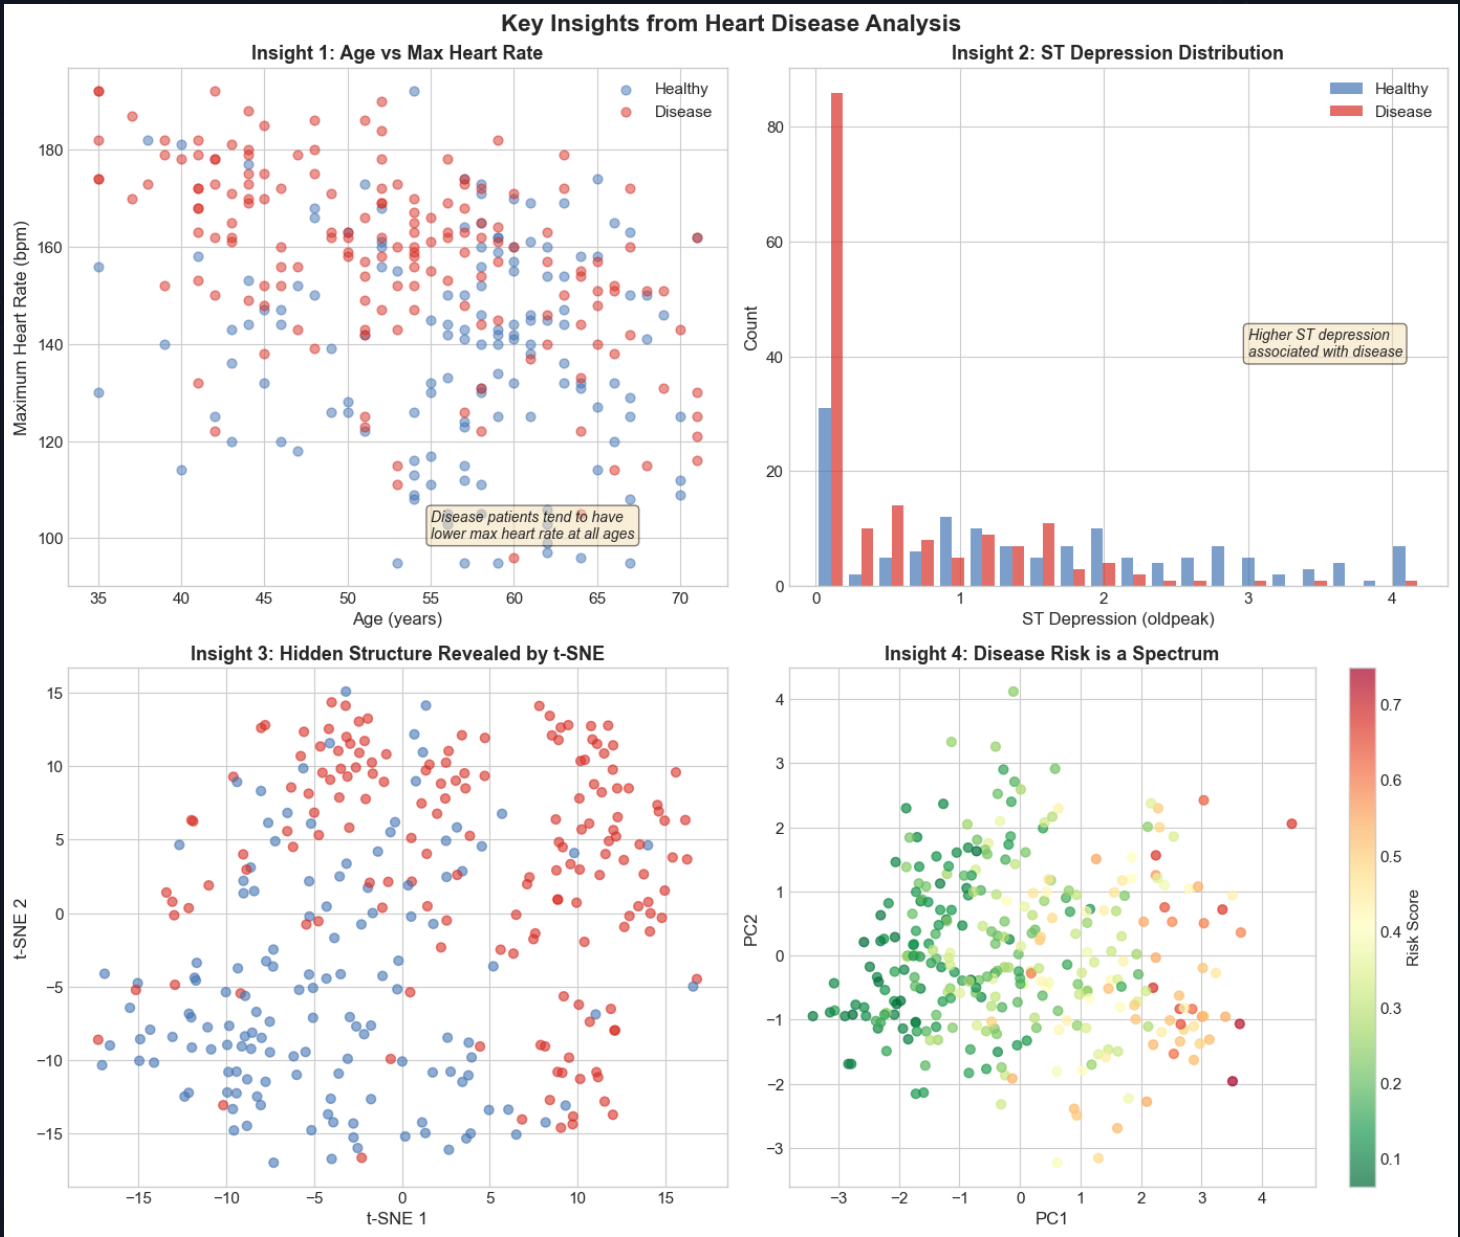 Key Insights from Heart Disease Analysis
Insight 1: Age vs Max Heart Rate
Healthy
Disease
180
160
140
120
100
Maximum Heart Rate (bpm)
Disease patients tend to have
lower max heart rate at all ages
35 40 45 50 55 60 65 70
Age (years)
Insight 2: ST Depression Distribution
Healthy
Disease
80
60
40
20
0
Count
Higher ST depression
associated with disease
0 1 2 3 4
ST Depression (oldpeak)
Insight 3: Hidden Structure Revealed by t-SNE
15
10
5
0
−5
−10
−15
t-SNE 2
−15 −10 −5 0 5 10 15
t-SNE 1
Insight 4: Disease Risk is a Spectrum
4
3
2
1
0
−1
−2
−3
PC2
−3 −2 −1 0 1 2 3 4
PC1
0.7
0.6
0.5
0.4
0.3
0.2
0.1
Risk Score